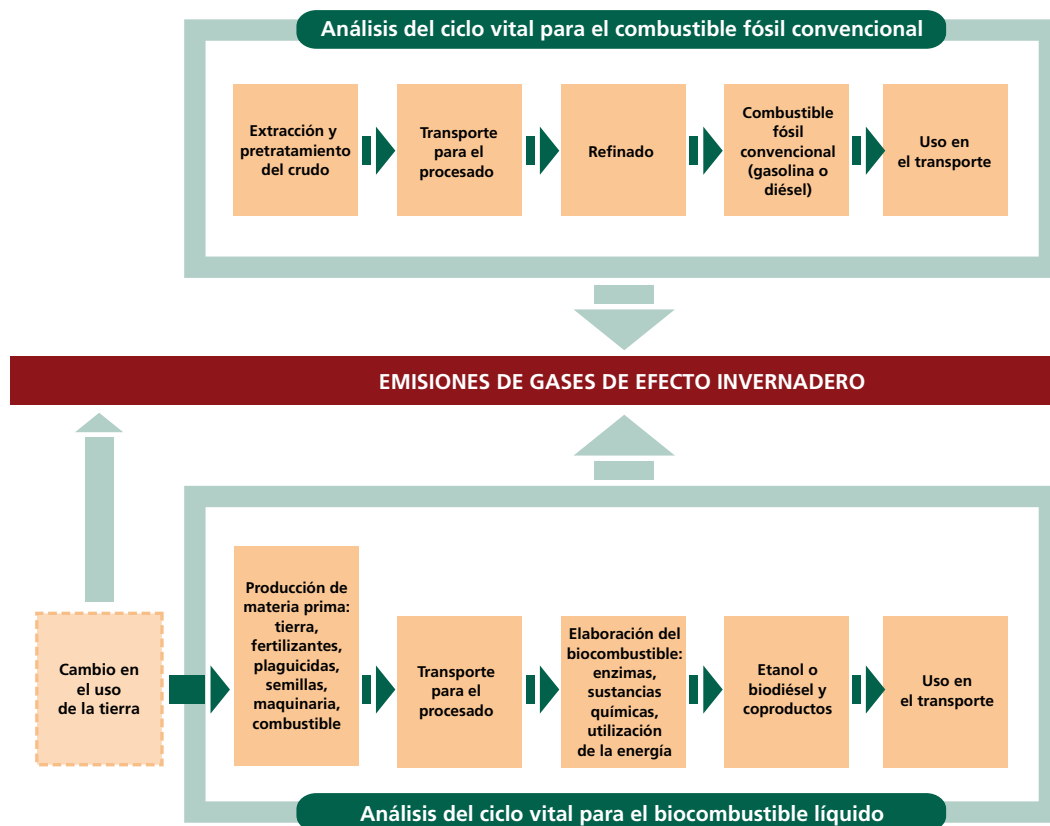 Análisis del ciclo vital para el combustible fósil convencional
Extracción y
pretratamiento
del crudo
Transporte
para el
procesado
Refinado
Combustible
fósil
convencional
(gasolina o
diésel)
Uso en
el transporte
EMISIONES DE GASES DE EFECTO INVERNADERO
Cambio en
el uso
de la tierra
Producción de
materia prima:
tierra,
fertilizantes,
plaguicidas,
semillas,
maquinaria,
combustible
Transporte
para el
procesado
Elaboración del
biocombustible:
enzimas,
sustancias
químicas,
utilización
de la energía
Etanol o
biodiésel y
coproductos
Uso en
el transporte
Análisis del ciclo vital para el biocombustible líquido